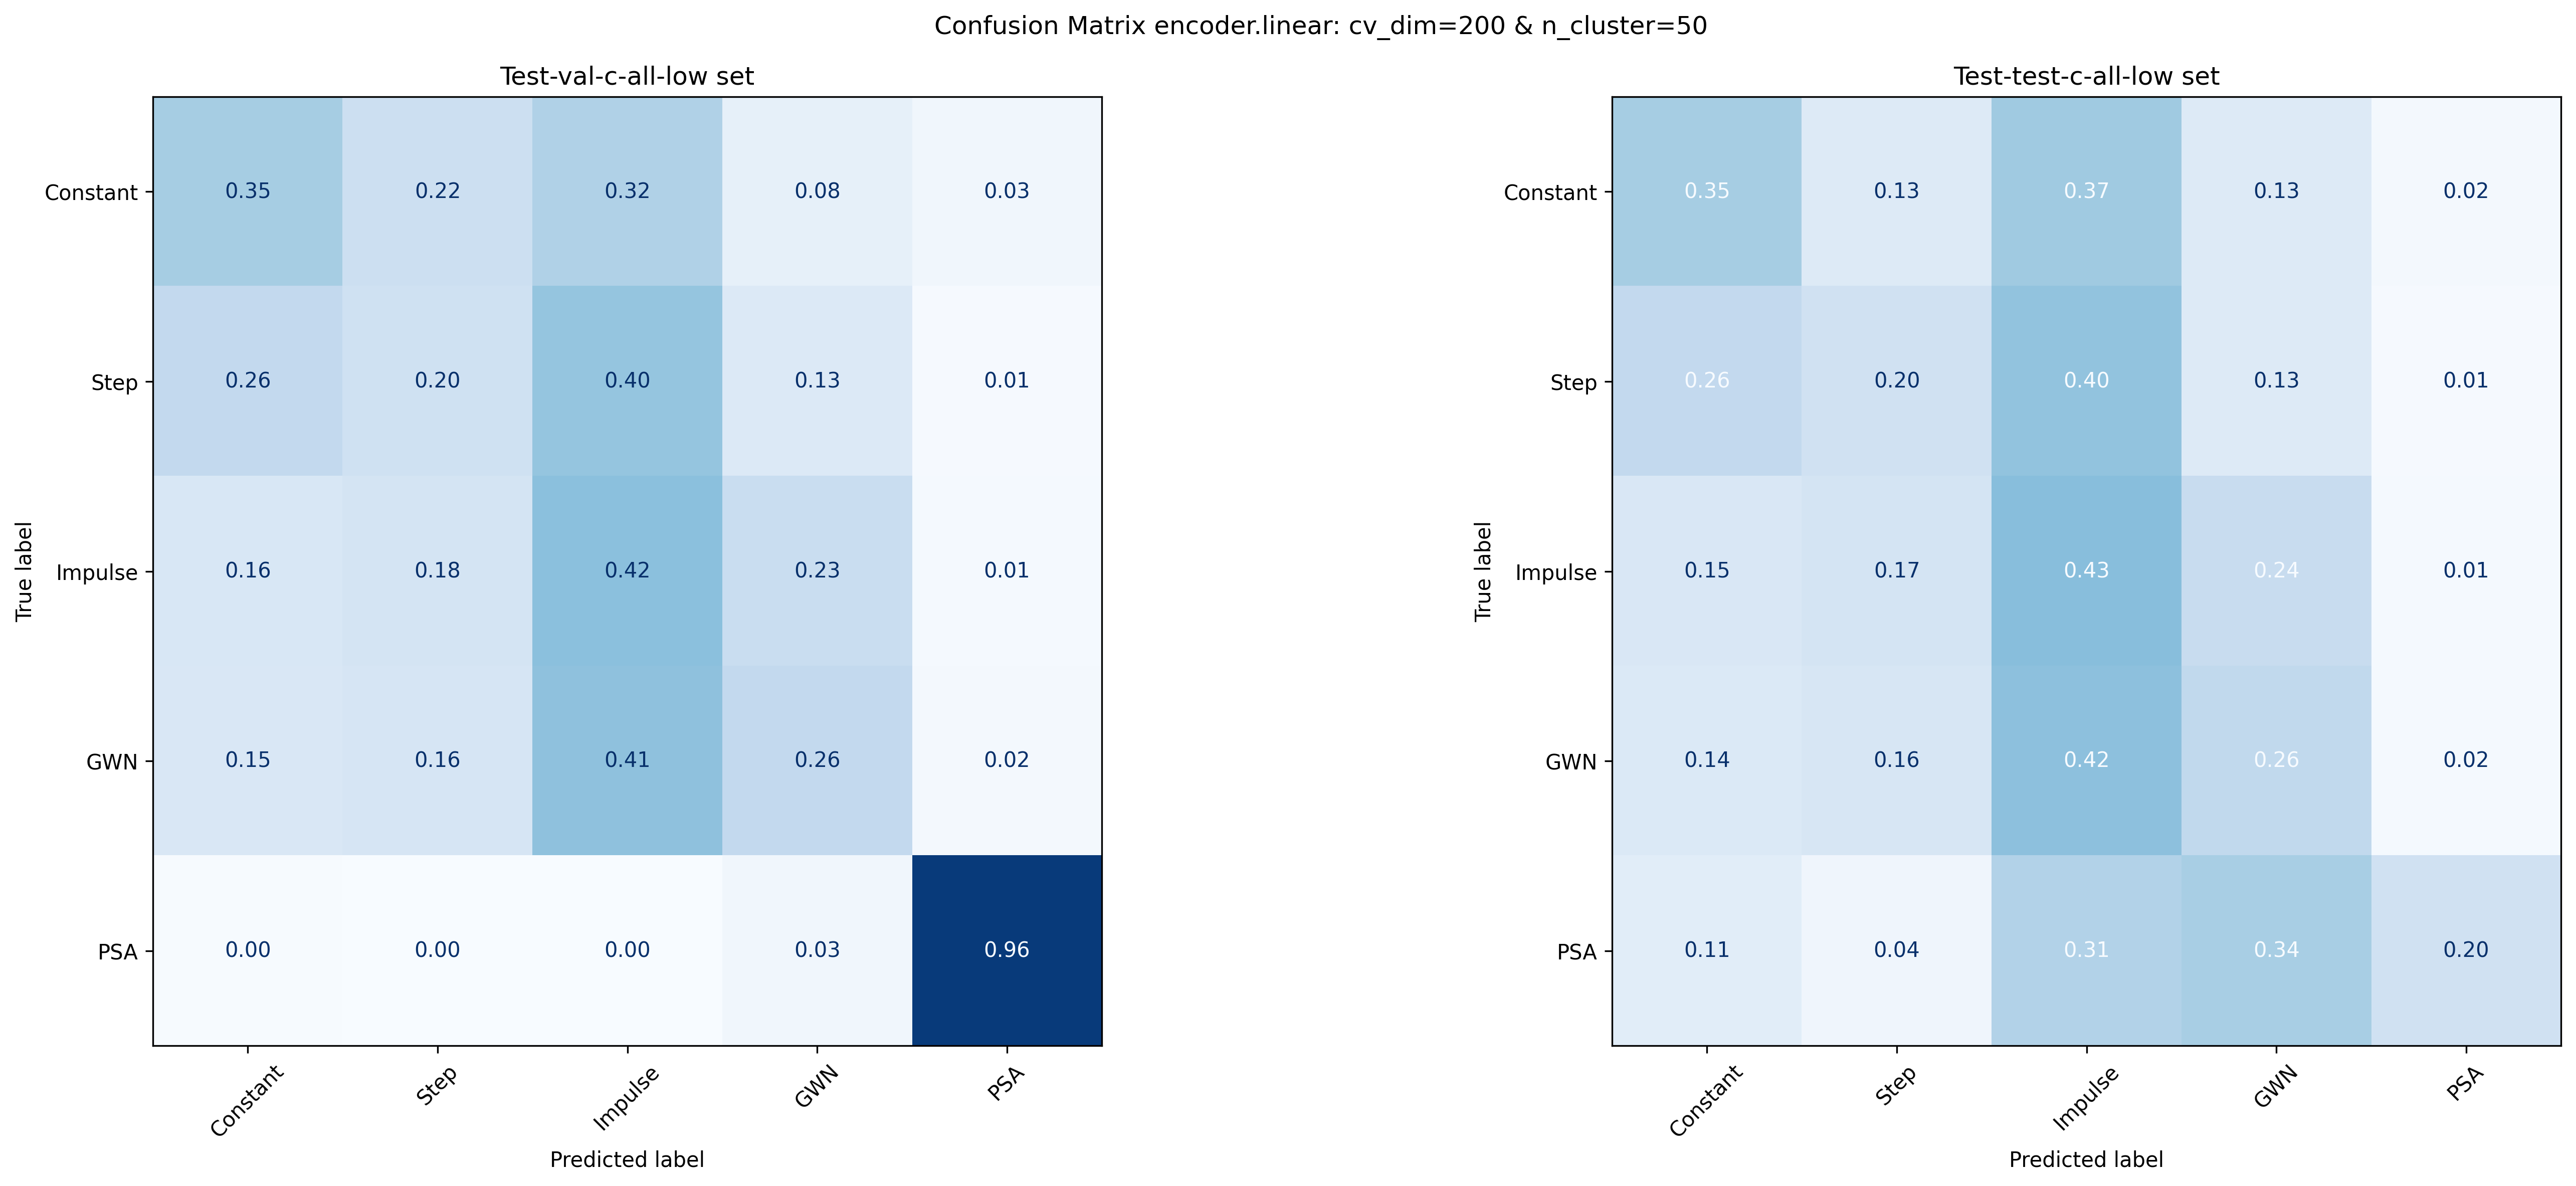 Confusion Matrix encoder.linear: cv_dim=200 & n_cluster=50
Test-val-c-all-low set
True label
Constant 0.35 0.22 0.32 0.08 0.03
Step 0.26 0.20 0.40 0.13 0.01
Impulse 0.16 0.18 0.42 0.23 0.01
GWN 0.15 0.16 0.41 0.26 0.02
PSA 0.00 0.00 0.00 0.03 0.96
Constant Step Impulse GWN PSA
Predicted label
Test-test-c-all-low set
True label
Constant 0.35 0.13 0.37 0.13 0.02
Step 0.26 0.20 0.40 0.13 0.01
Impulse 0.15 0.17 0.43 0.24 0.01
GWN 0.14 0.16 0.42 0.26 0.02
PSA 0.11 0.04 0.31 0.34 0.20
Constant Step Impulse GWN PSA
Predicted label